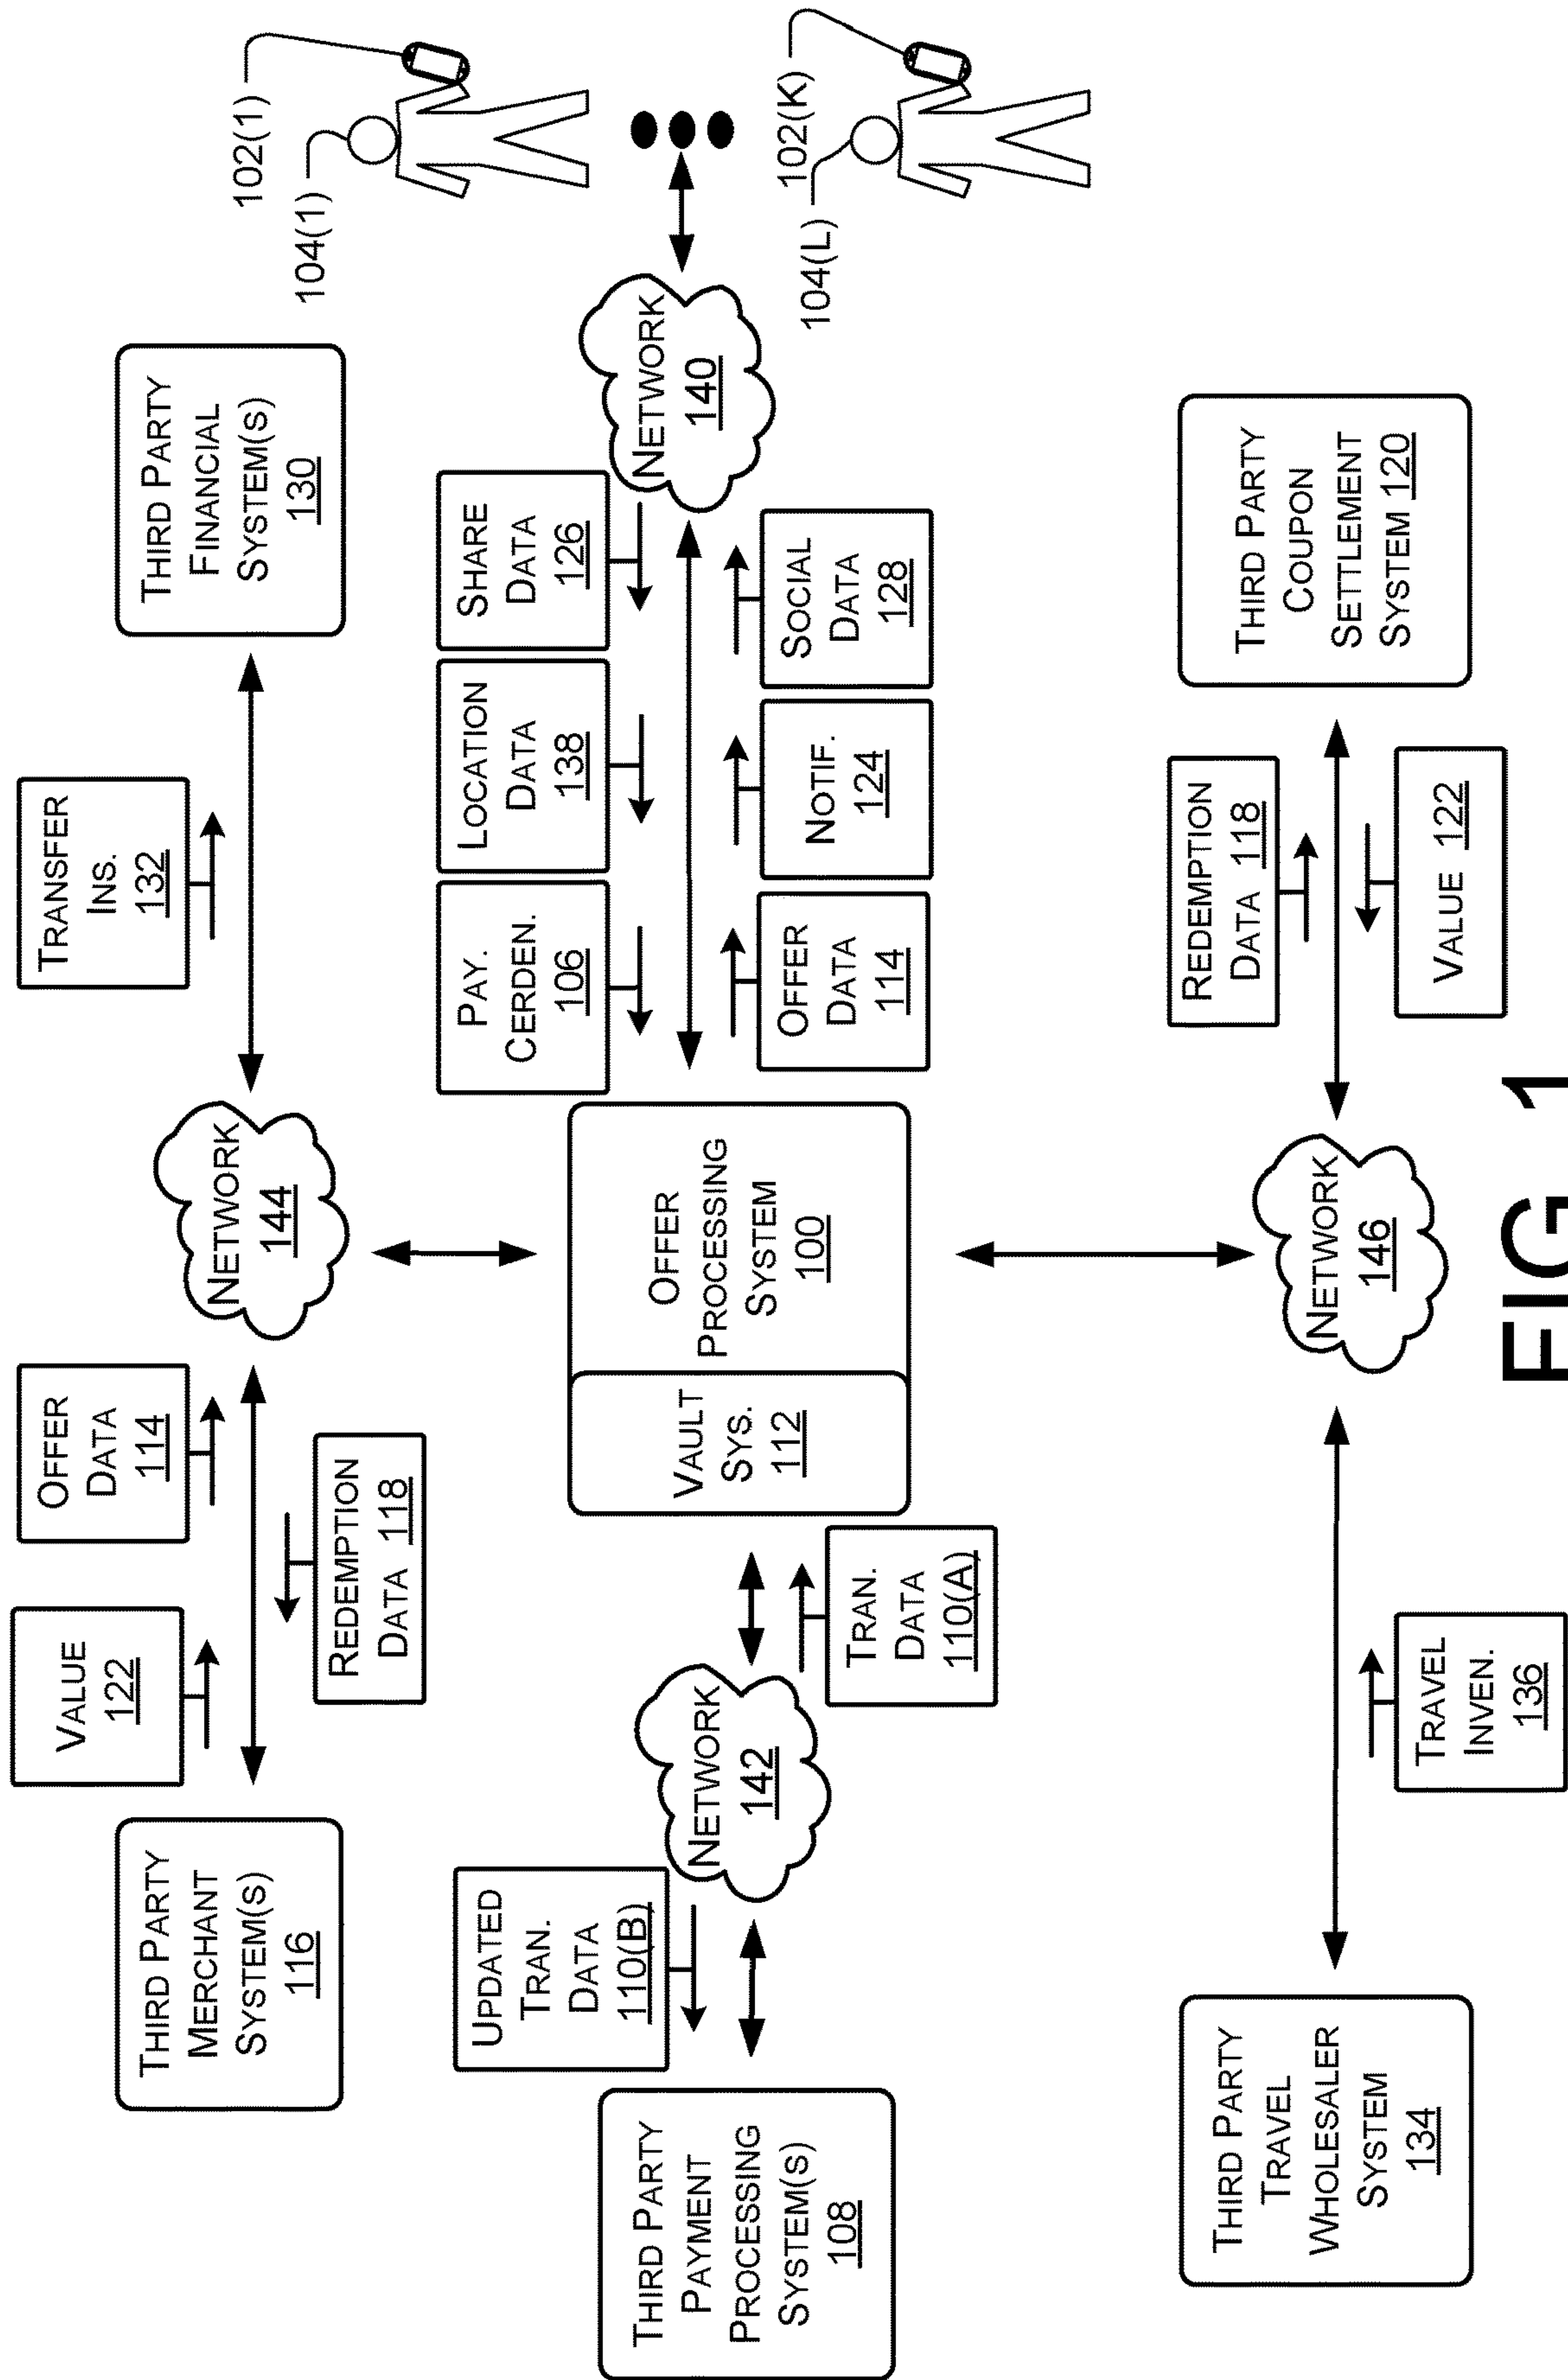 VALUE
122
OFFER
DATA
114
TRANSFER
INS.
132
THIRD PARTY
MERCHANT
SYSTEM(S)
116
REDEMPTION
DATA 118
NETWORK
144
THIRD PARTY
FINANCIAL
SYSTEM(S)
130
102(1)
104(1)
UPDATED
TRAN.
DATA
110(B)
PAY.
CERDEN.
106
LOCATION
DATA
138
SHARE
DATA
126
THIRD PARTY
PAYMENT
PROCESSING
SYSTEM(S)
108
NETWORK
142
VAULT
SYS.
112
OFFER
PROCESSING
SYSTEM
100
NETWORK
140
TRAN.
DATA
110(A)
OFFER
DATA
114
NOTIF.
124
SOCIAL
DATA
128
102(K)
104(L)
THIRD PARTY
TRAVEL
WHOLESALER
SYSTEM
134
NETWORK
146
REDEMPTION
DATA 118
THIRD PARTY
COUPON
SETTLEMENT
SYSTEM 120
TRAVEL
INVEN.
136
VALUE 122
FIG. 1